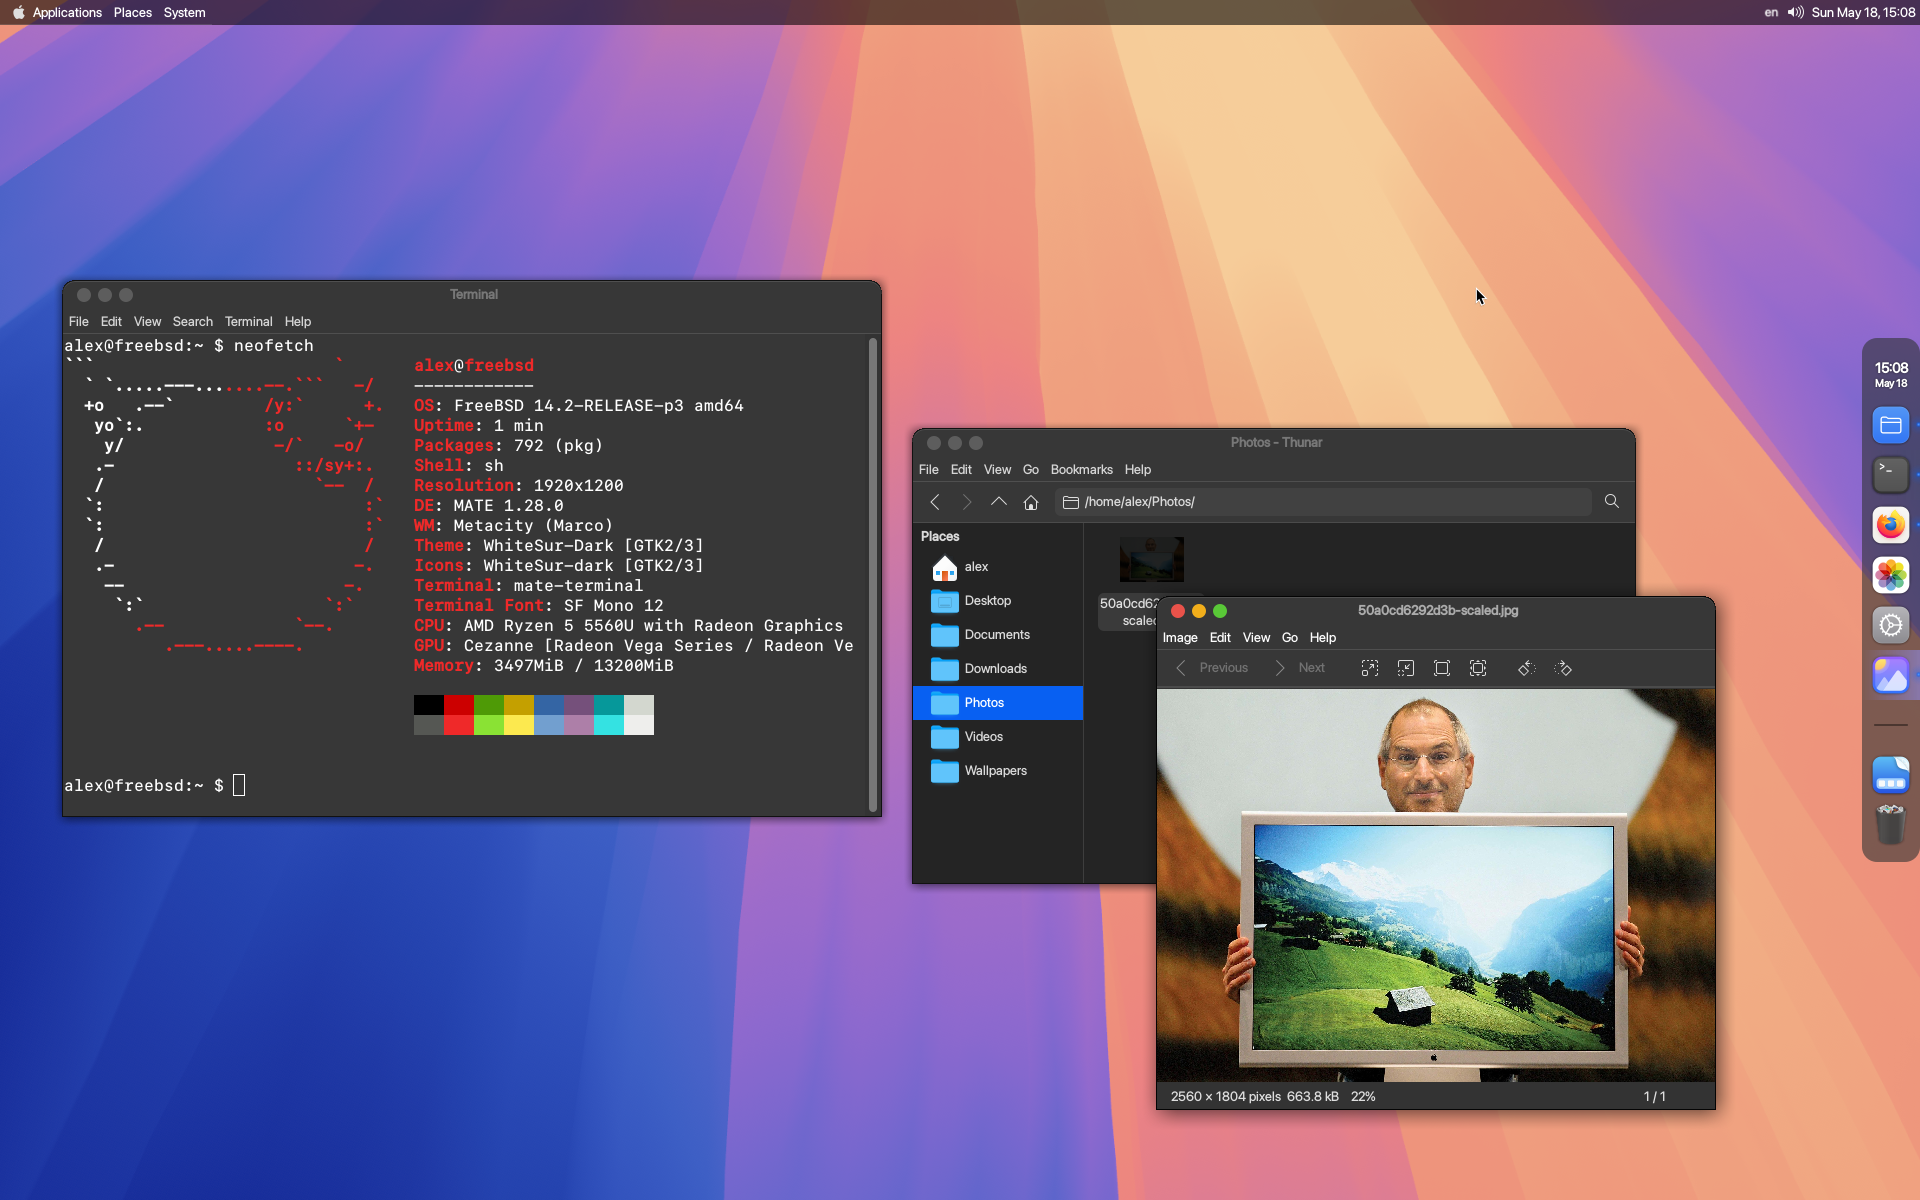 Applications Places System
en Sun May 18, 15:08
Terminal
File Edit View Search Terminal Help
alex@freebsd:~ $ neofetch
alex@freebsd
------------
OS: FreeBSD 14.2-RELEASE-p3 amd64
Uptime: 1 min
Packages: 792 (pkg)
Shell: sh
Resolution: 1920x1200
DE: MATE 1.28.0
WM: Metacity (Marco)
Theme: WhiteSur-Dark [GTK2/3]
Icons: WhiteSur-dark [GTK2/3]
Terminal: mate-terminal
Terminal Font: SF Mono 12
CPU: AMD Ryzen 5 5560U with Radeon Graphics
GPU: Cezanne [Radeon Vega Series / Radeon Ve
Memory: 3497MiB / 13200MiB
alex@freebsd:~ $
Photos - Thunar
File Edit View Go Bookmarks Help
/home/alex/Photos/
Places
alex
Desktop
Documents
Downloads
Photos
Videos
Wallpapers
50a0cd62
scaled
50a0cd6292d3b-scaled.jpg
Image Edit View Go Help
Previous Next
2560 × 1804 pixels 663.8 kB 22%
1 / 1
15:08
May 18